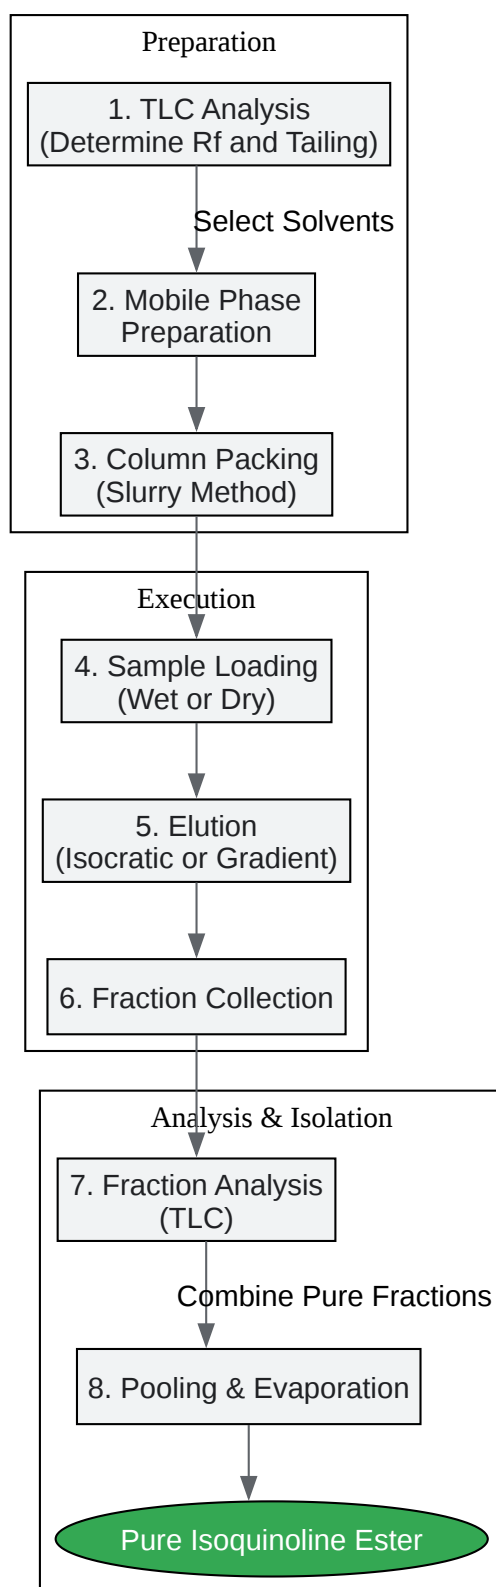 Preparation
1. TLC Analysis
(Determine Rf and Tailing)
Select Solvents
2. Mobile Phase
Preparation
3. Column Packing
(Slurry Method)
Execution
4. Sample Loading
(Wet or Dry)
5. Elution
(Isocratic or Gradient)
6. Fraction Collection
Analysis & Isolation
7. Fraction Analysis
(TLC)
Combine Pure Fractions
8. Pooling & Evaporation
Pure Isoquinoline Ester